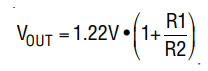 VOUT = 1.22V • (1 + R1/R2)